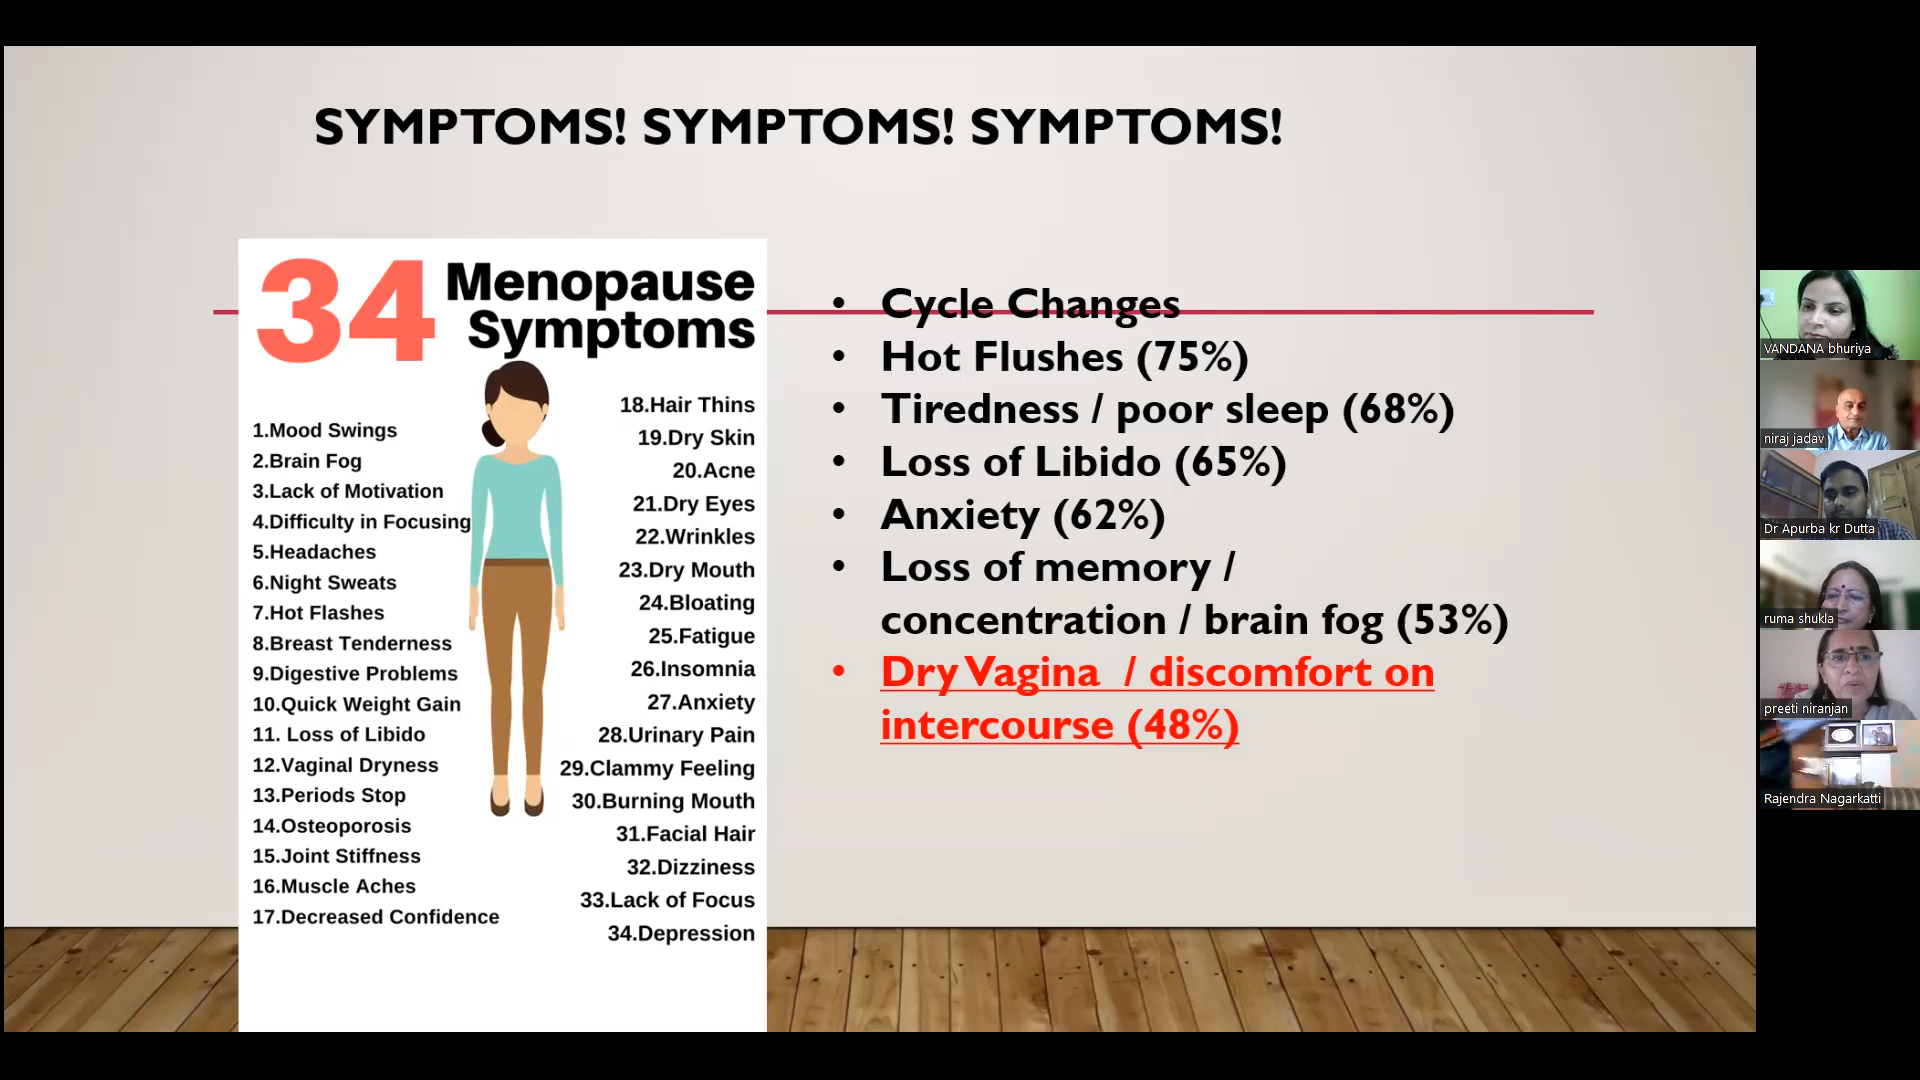 SYMPTOMS! SYMPTOMS! SYMPTOMS!
34 Menopause
Symptoms
1.Mood Swings
2.Brain Fog
3.Lack of Motivation
4.Difficulty in Focusing
5.Headaches
6.Night Sweats
7.Hot Flashes
8.Breast Tenderness
9.Digestive Problems
10.Quick Weight Gain
11. Loss of Libido
12.Vaginal Dryness
13.Periods Stop
14.Osteoporosis
15.Joint Stiffness
16.Muscle Aches
17.Decreased Confidence
18.Hair Thins
19.Dry Skin
20.Acne
21.Dry Eyes
22.Wrinkles
23.Dry Mouth
24.Bloating
25.Fatigue
26.Insomnia
27.Anxiety
28.Urinary Pain
29.Clammy Feeling
30.Burning Mouth
31.Facial Hair
32.Dizziness
33.Lack of Focus
34.Depression
• Cycle Changes
• Hot Flushes (75%)
• Tiredness / poor sleep (68%)
• Loss of Libido (65%)
• Anxiety (62%)
• Loss of memory /
concentration / brain fog (53%)
• Dry Vagina / discomfort on
intercourse (48%)
VANDANA bhuriya
niraj jadav
Dr Apurba kr Dutta
ruma shukla
preeti niranjan
Rajendra Nagarkatti